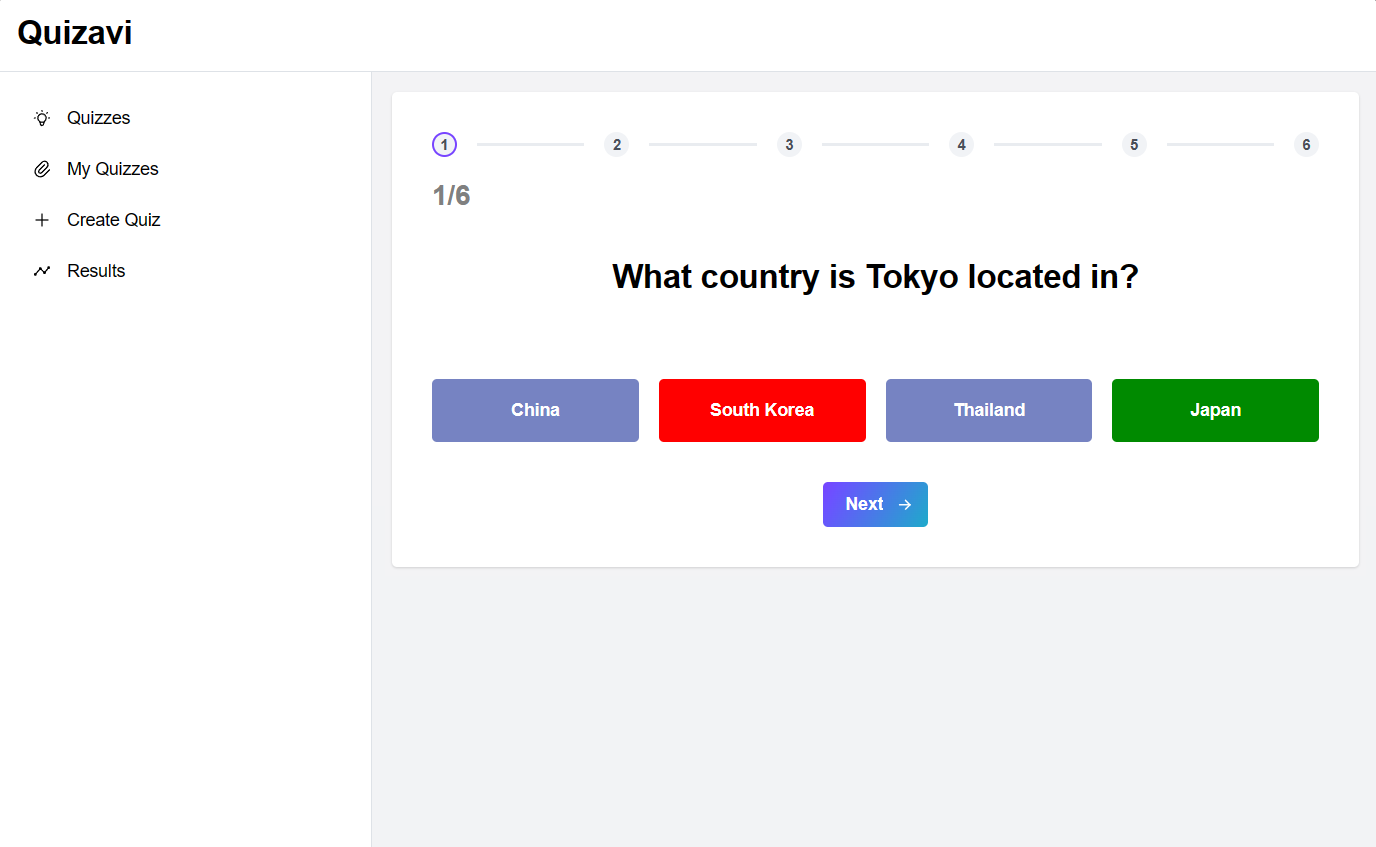 Quizavi
Quizzes
My Quizzes
Create Quiz
Results
1 2 3 4 5 6
1/6
What country is Tokyo located in?
China South Korea Thailand Japan
Next